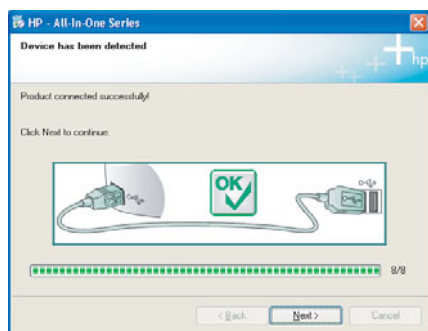 HP - All-In-One Series
Device has been detected
hp
Product connected successfully!
Click Next to continue.
OK
8/8
< Back Next > Cancel